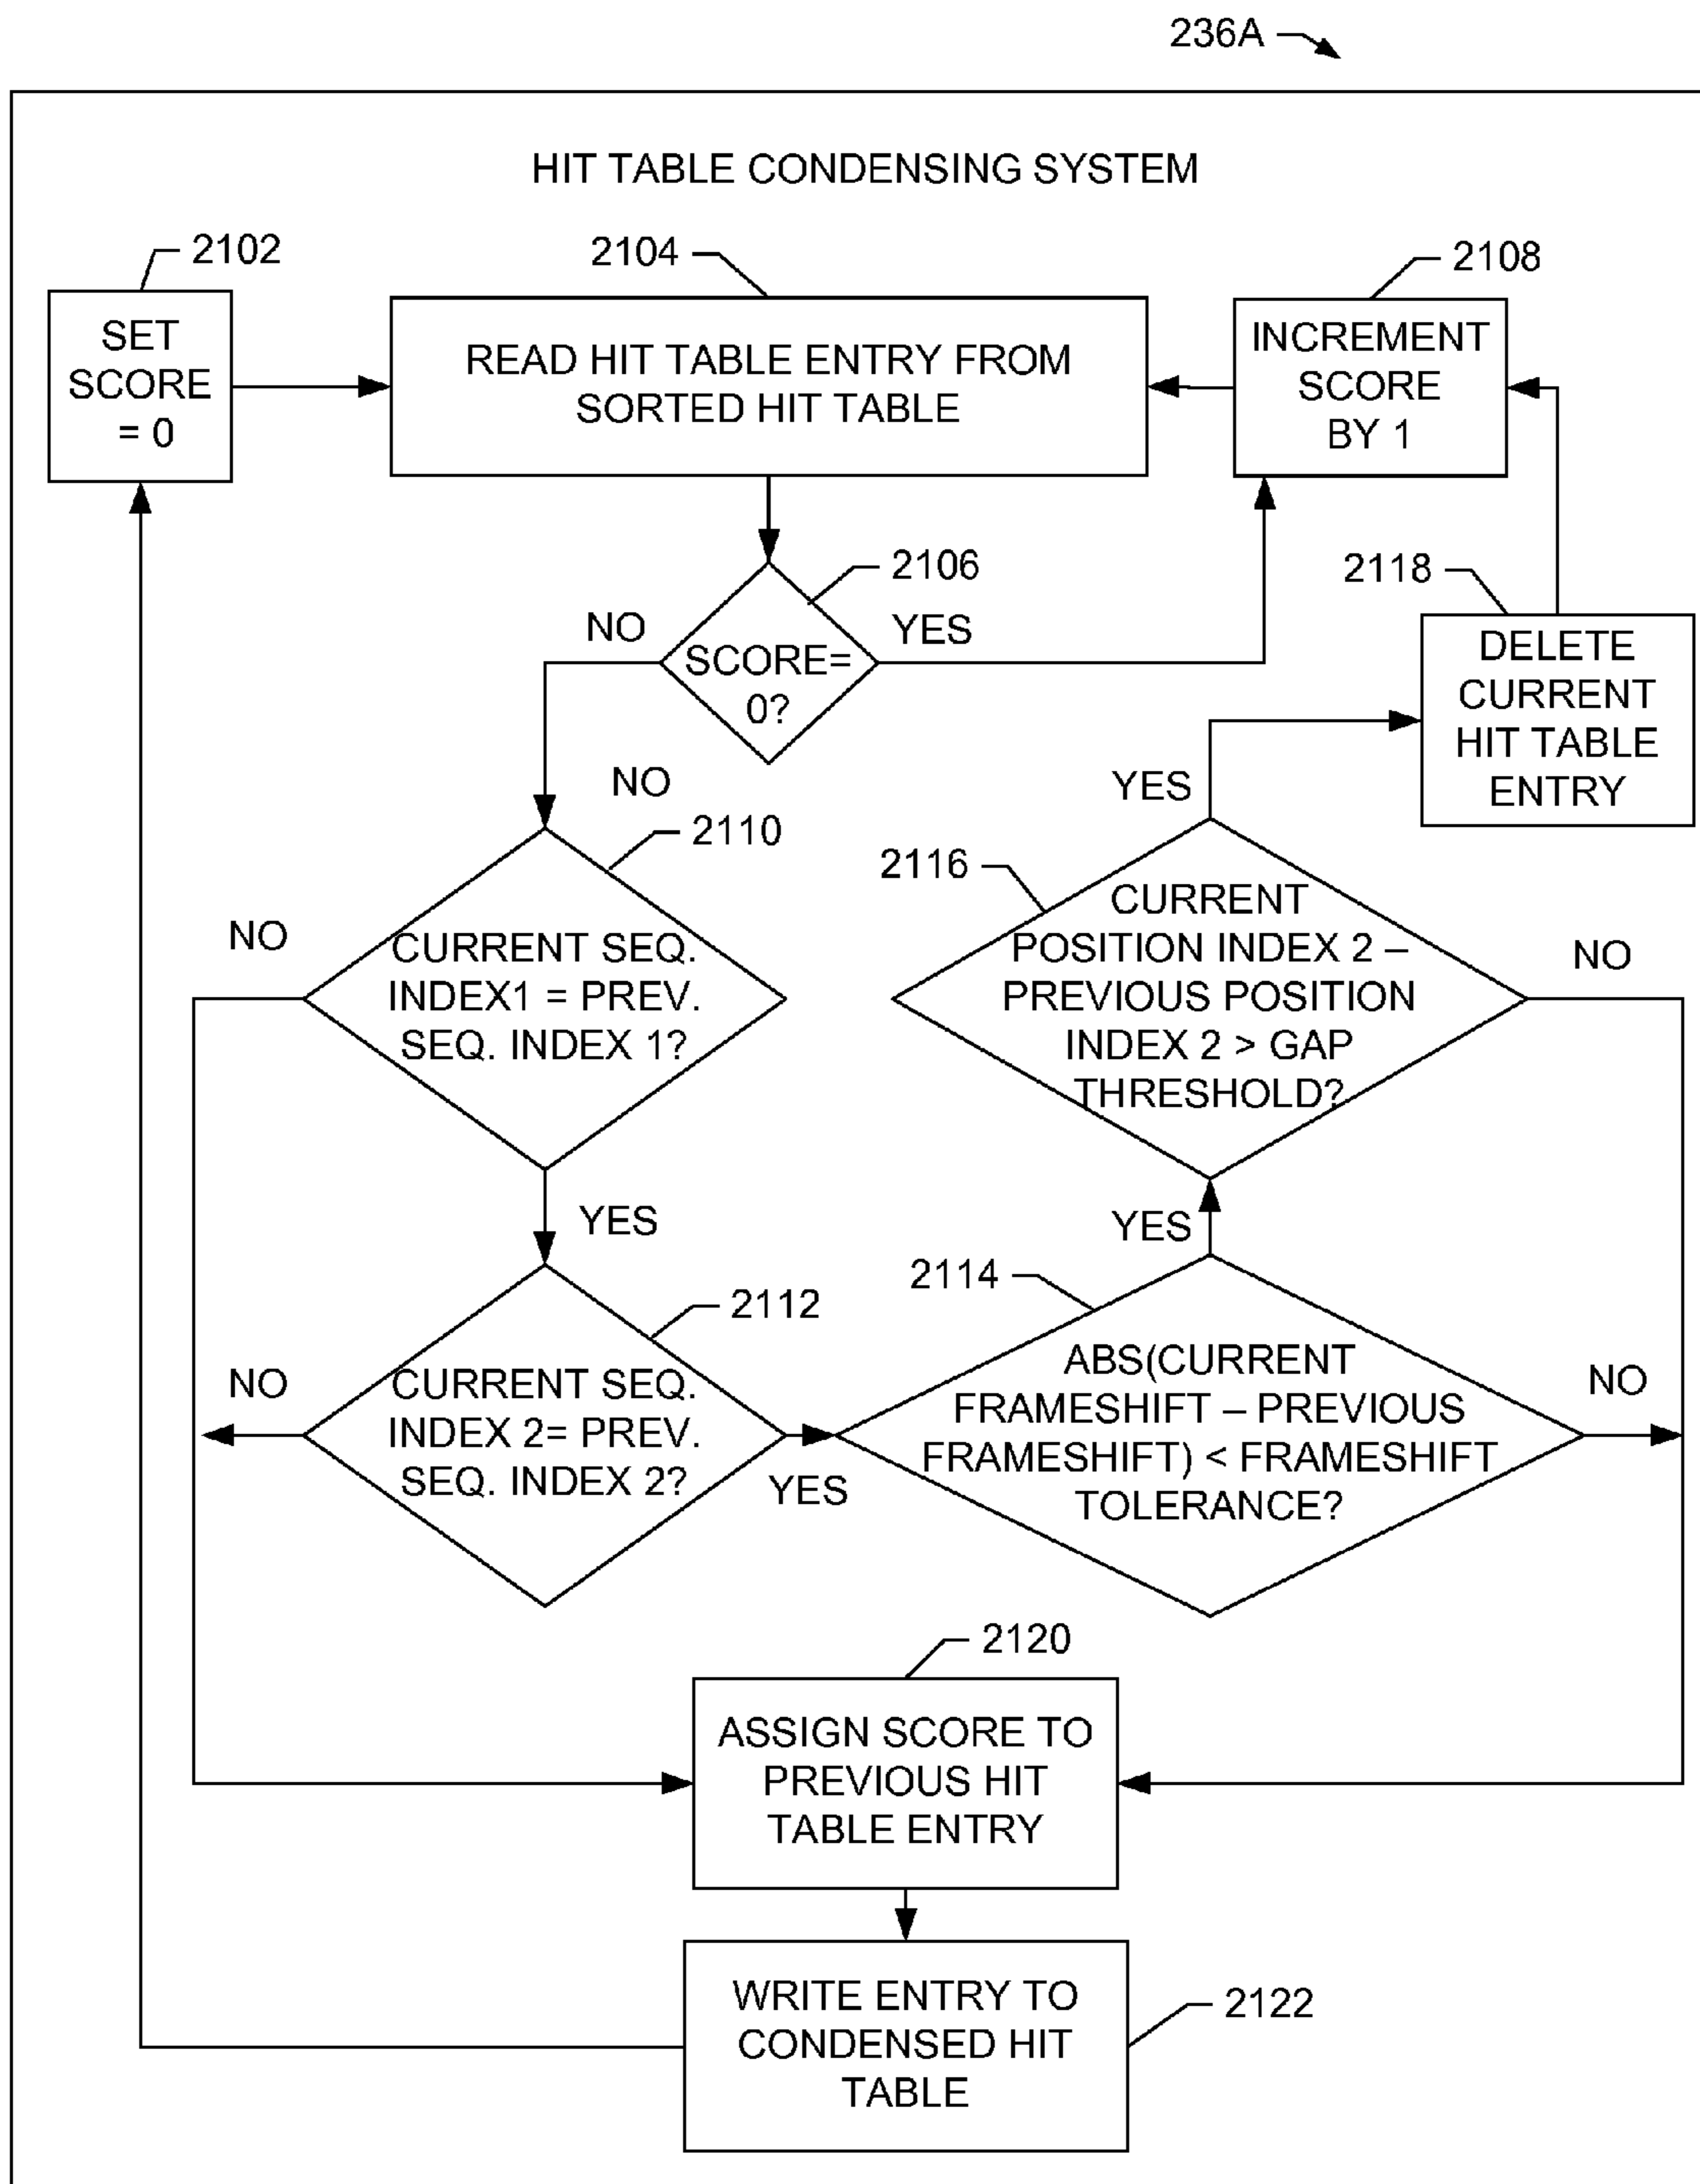 236A
HIT TABLE CONDENSING SYSTEM
2102
2104
2108
SET
SCORE
= 0
READ HIT TABLE ENTRY FROM
SORTED HIT TABLE
INCREMENT
SCORE
BY 1
2106
2118
NO
YES
SCORE=
0?
DELETE
CURRENT
HIT TABLE
ENTRY
NO
YES
2110
2116
NO
CURRENT SEQ.
INDEX1 = PREV.
SEQ. INDEX 1?
CURRENT
POSITION INDEX 2 –
PREVIOUS POSITION
INDEX 2 > GAP
THRESHOLD?
NO
YES
YES
2112
2114
NO
CURRENT SEQ.
INDEX 2= PREV.
SEQ. INDEX 2?
YES
ABS(CURRENT
FRAMESHIFT – PREVIOUS
FRAMESHIFT) < FRAMESHIFT
TOLERANCE?
NO
2120
ASSIGN SCORE TO
PREVIOUS HIT
TABLE ENTRY
WRITE ENTRY TO
CONDENSED HIT
TABLE
2122